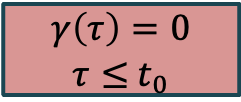 γ(τ) = 0
τ ≤ t₀